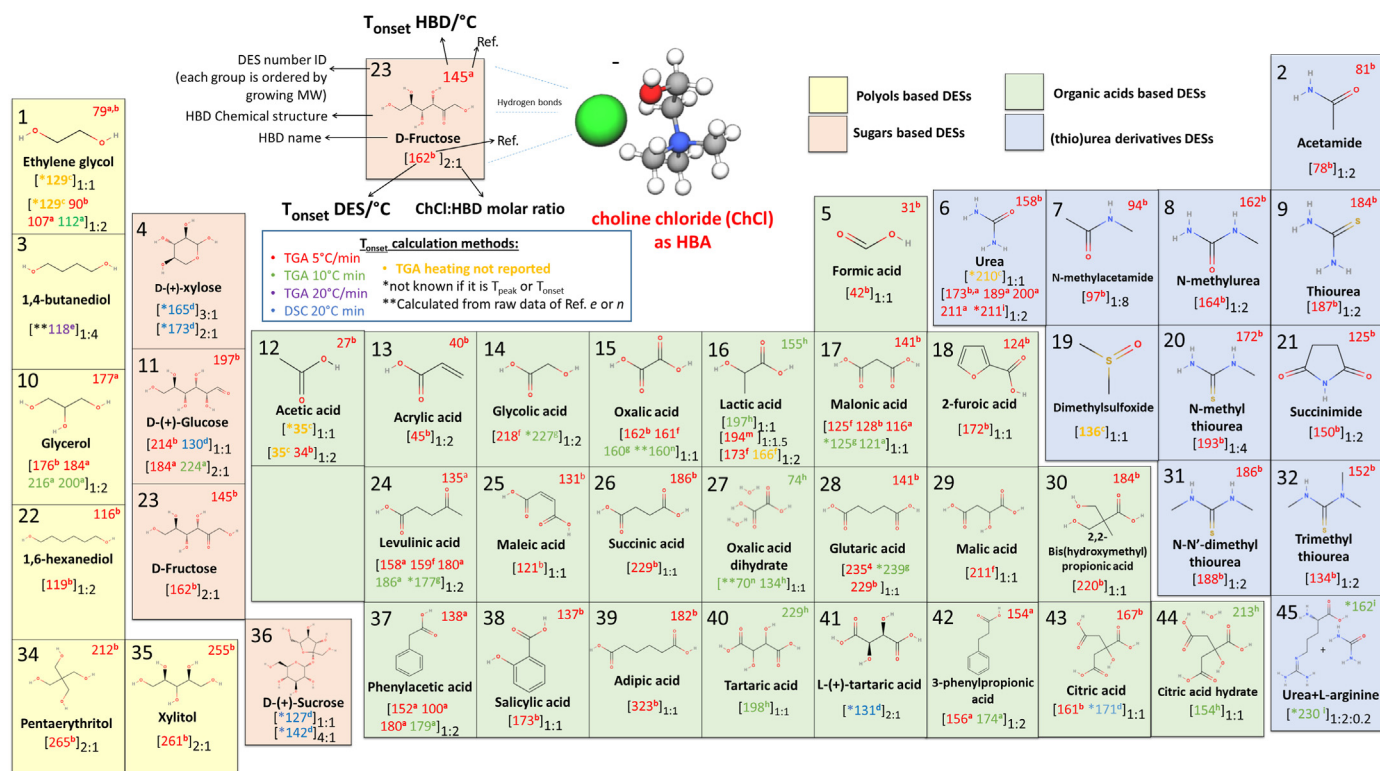 T_onset HBD/°C
Ref.
DES number ID
(each group is ordered by
growing MW)
HBD Chemical structure
HBD name
23
145ᵃ
D-Fructose
[162ᵇ]2:1
Hydrogen bonds
Ref.
T_onset DES/°C
ChCl:HBD molar ratio
-
choline chloride (ChCl)
as HBA
Polyols based DESs
Sugars based DESs
Organic acids based DESs
(thio)urea derivatives DESs
T_onset calculation methods:
• TGA 5°C/min
• TGA 10°C min
• TGA 20°C/min
• DSC 20°C min
• TGA heating not reported
*not known if it is T_peak or T_onset
**Calculated from raw data of Ref. e or n
1
79ᵃ,ᵇ
Ethylene glycol
[*129ᶜ]1:1
[*129ᶜ 90ᵇ
107ᵃ 112ᵃ]1:2
2
81ᵇ
Acetamide
[78ᵇ]1:2
3
1,4-butanediol
[**118ᵉ]1:4
4
D-(+)-xylose
[*165ᵈ]3:1
[*173ᵈ]2:1
5
31ᵇ
Formic acid
[42ᵇ]1:1
6
158ᵇ
Urea
[*210ᶜ]1:1
[173ᵇ,ᵃ 189ᵃ 200ᵃ
211ᵃ *211ⁱ]1:2
7
94ᵇ
N-methylacetamide
[97ᵇ]1:8
8
162ᵇ
N-methylurea
[164ᵇ]1:2
9
184ᵇ
Thiourea
[187ᵇ]1:2
10
177ᵃ
Glycerol
[176ᵇ 184ᵃ
216ᵃ 200ᵃ]1:2
11
197ᵇ
D-(+)-Glucose
[214ᵇ 130ᵈ]1:1
[184ᵃ 224ᵃ]2:1
12
27ᵇ
Acetic acid
[*35ᶜ]1:1
[35ᶜ 34ᵇ]1:2
13
40ᵇ
Acrylic acid
[45ᵇ]1:2
14
Glycolic acid
[218ᶠ *227ᵍ]1:1
15
Oxalic acid
[162ᵇ 161ᶠ
160ᵍ **160ⁿ]1:1
16
155ʰ
Lactic acid
[197ʰ]1:1
[194ᵐ]1:1.5
[173ᶠ 166ᶠ]1:2
17
141ᵇ
Malonic acid
[125ᶠ 128ᵇ 116ᵃ
*125ᵍ 121ᵃ]1:1
18
124ᵇ
2-furoic acid
[172ᵇ]1:1
19
Dimethylsulfoxide
[136ᶜ]1:1
20
172ᵇ
N-methyl
thiourea
[193ᵇ]1:4
21
125ᵇ
Succinimide
[150ᵇ]1:2
22
116ᵇ
1,6-hexanediol
[119ᵇ]1:2
23
145ᵇ
D-Fructose
[162ᵇ]2:1
24
135ᵃ
Levulinic acid
[158ᵃ 159ᶠ 180ᵃ
186ᵃ *177ᵍ]1:2
25
131ᵇ
Maleic acid
[121ᵇ]1:1
26
186ᵇ
Succinic acid
[229ᵇ]1:1
27
74ʰ
Oxalic acid
dihydrate
[**70ⁿ 134ʰ]1:1
28
141ᵇ
Glutaric acid
[235⁴ *239ᵍ
229ᵇ]1:1
29
Malic acid
[211ᶠ]1:1
30
184ᵇ
2,2-
Bis(hydroxymethyl)
propionic acid
[220ᵇ]1:1
31
186ᵇ
N-N'-dimethyl
thiourea
[188ᵇ]1:2
32
152ᵇ
Trimethyl
thiourea
[134ᵇ]1:2
34
212ᵇ
Pentaerythritol
[265ᵇ]2:1
35
255ᵇ
Xylitol
[261ᵇ]2:1
36
D-(+)-Sucrose
[*127ᵈ]1:1
[*142ᵈ]4:1
37
138ᵃ
Phenylacetic acid
[152ᵃ 100ᵃ
180ᵃ 179ᵃ]1:2
38
137ᵇ
Salicylic acid
[173ᵇ]1:1
39
182ᵇ
Adipic acid
[323ᵇ]1:1
40
229ʰ
Tartaric acid
[198ʰ]1:1
41
L-(+)-tartaric acid
[*131ᵈ]2:1
42
154ᵃ
3-phenylpropionic
acid
[156ᵃ 174ᵃ]1:2
43
167ᵇ
Citric acid
[161ᵇ *171ᵈ]1:1
44
213ʰ
Citric acid hydrate
[154ʰ]1:1
45
*162ⁱ
+
Urea+L-arginine
[*230ⁱ]1:2:0.2